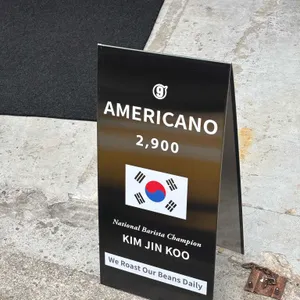 g
AMERICANO
2,900
National Barista Champion
KIM JIN KOO
We Roast Our Beans Daily